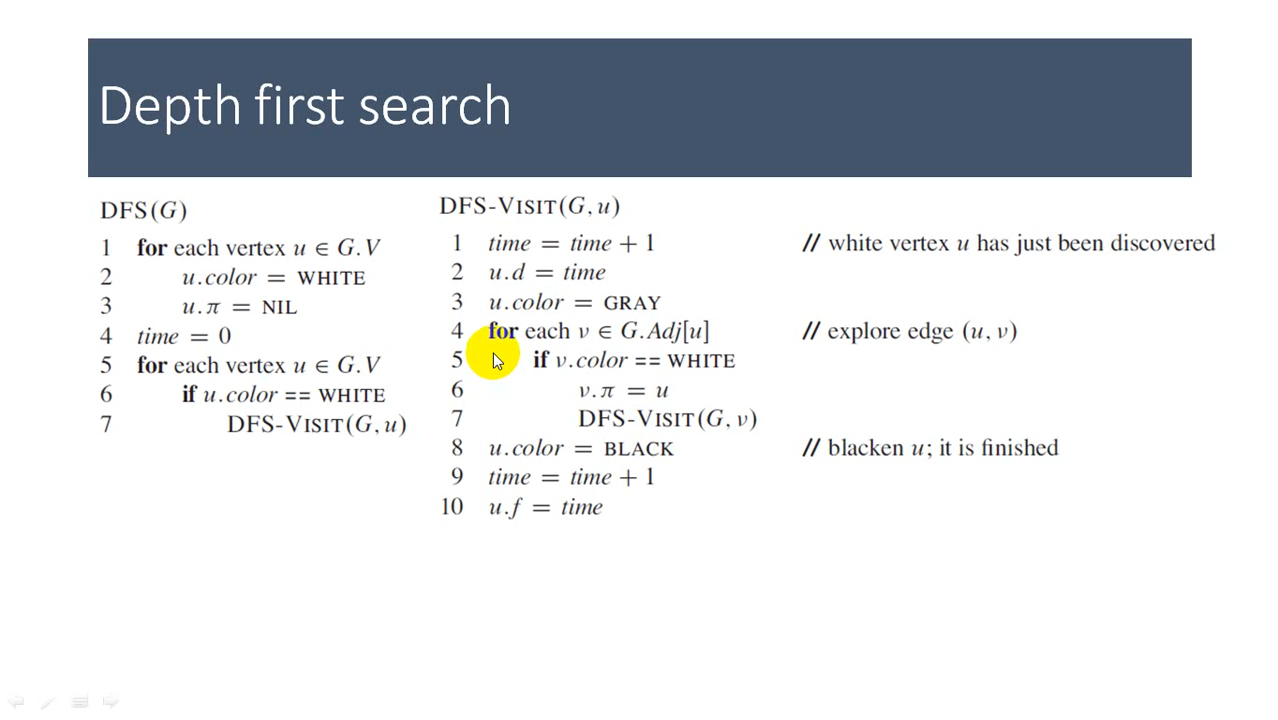 Depth first search
DFS(G)
1 for each vertex u ∈ G.V
2 u.color = WHITE
3 u.π = NIL
4 time = 0
5 for each vertex u ∈ G.V
6 if u.color == WHITE
7 DFS-VISIT(G, u)
DFS-VISIT(G, u)
1 time = time + 1 // white vertex u has just been discovered
2 u.d = time
3 u.color = GRAY
4 for each v ∈ G.Adj[u] // explore edge (u, v)
5 if v.color == WHITE
6 v.π = u
7 DFS-VISIT(G, v)
8 u.color = BLACK // blacken u; it is finished
9 time = time + 1
10 u.f = time